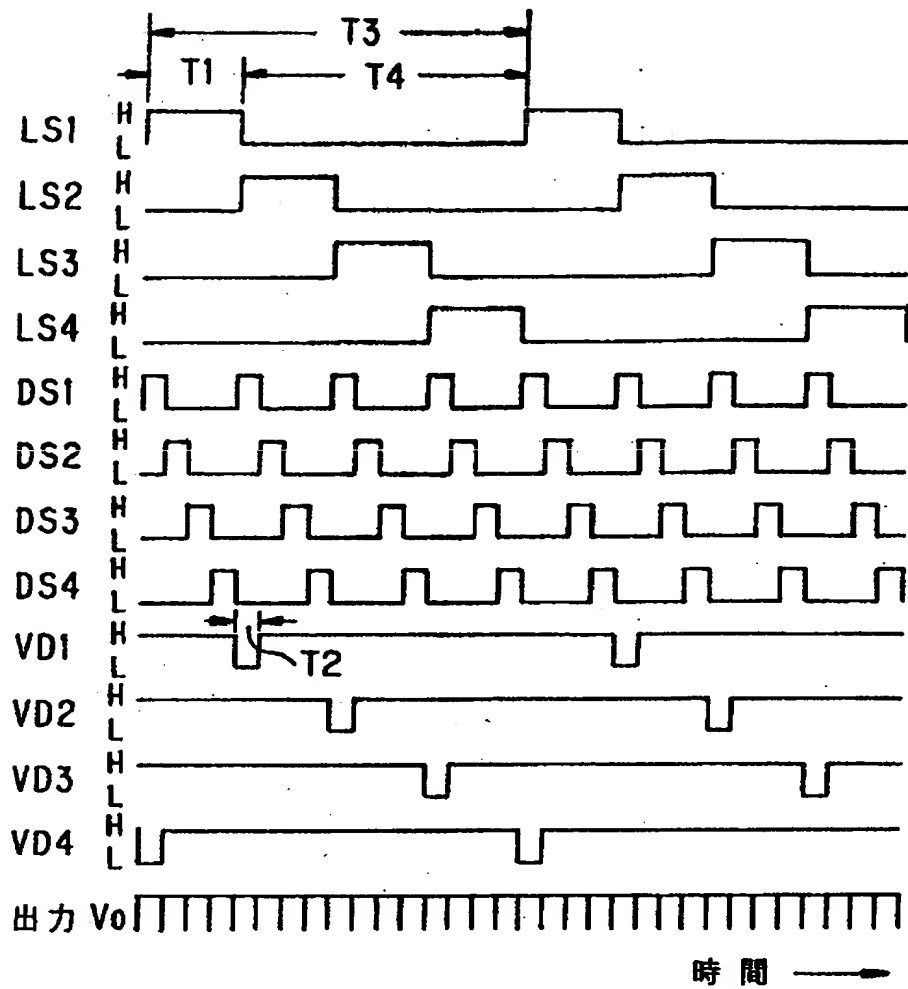 T3
T1 T4
LS1 H L
LS2 H L
LS3 H L
LS4 H L
DS1 H L
DS2 H L
DS3 H L
DS4 H L
VD1 H L
T2
VD2 H L
VD3 H L
VD4 H L
出力 Vo
時間